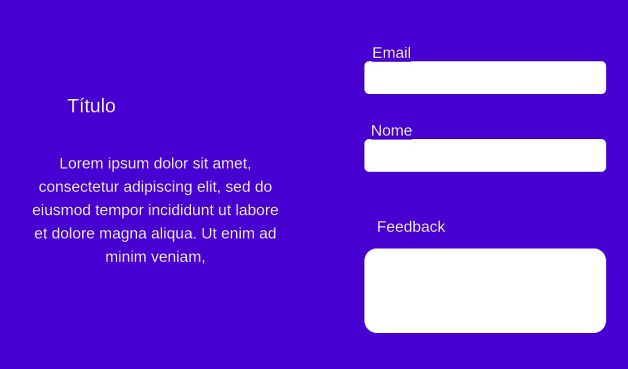 Título
Lorem ipsum dolor sit amet,
consectetur adipiscing elit, sed do
eiusmod tempor incididunt ut labore
et dolore magna aliqua. Ut enim ad
minim veniam,
Email
Nome
Feedback